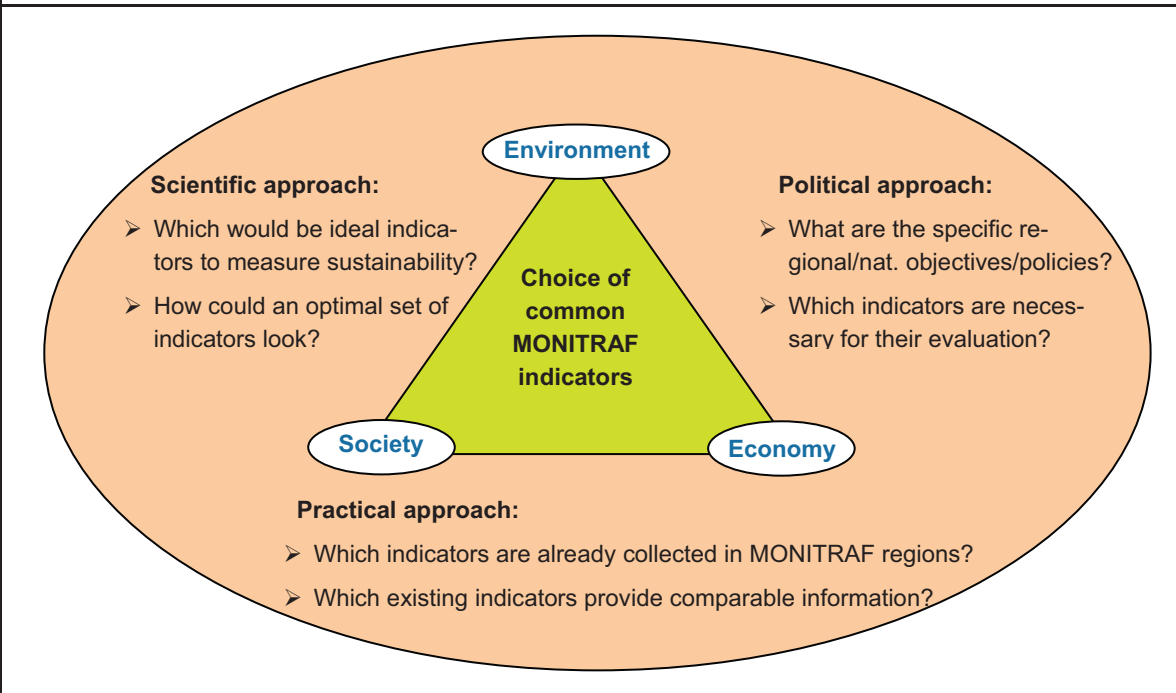 Environment
Scientific approach:
➢ Which would be ideal indica-
tors to measure sustainability?
➢ How could an optimal set of
indicators look?
Political approach:
➢ What are the specific re-
gional/nat. objectives/policies?
➢ Which indicators are neces-
sary for their evaluation?
Choice of
common
MONITRAF
indicators
Society
Economy
Practical approach:
➢ Which indicators are already collected in MONITRAF regions?
➢ Which existing indicators provide comparable information?